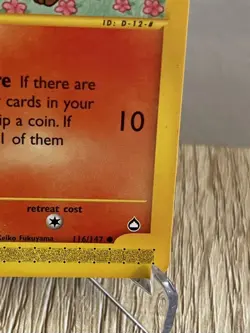 ID: D-12-#
re If there are
cards in your
ip a coin. If
1 of them
10
retreat cost
Keiko Fukuyama 116/147